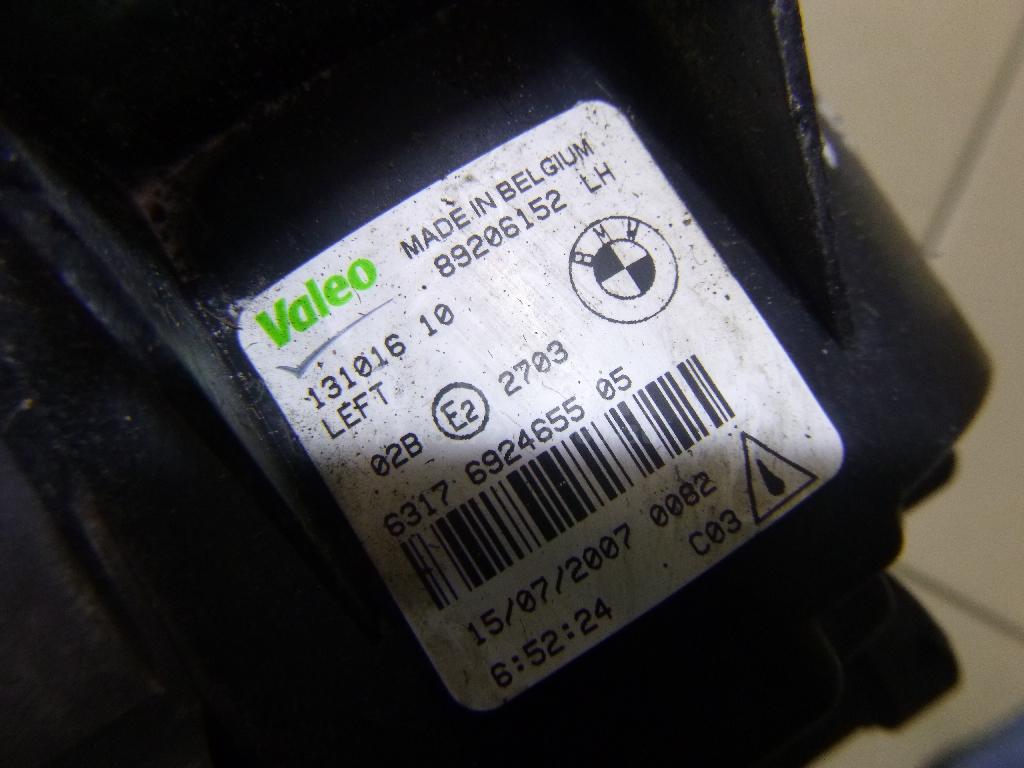 Valeo
MADE IN BELGIUM
89206152 LH
BMW
131016 10
LEFT
02B E2 2703
6317 6924655 05
15/07/2007 0082
6:52:24
C03